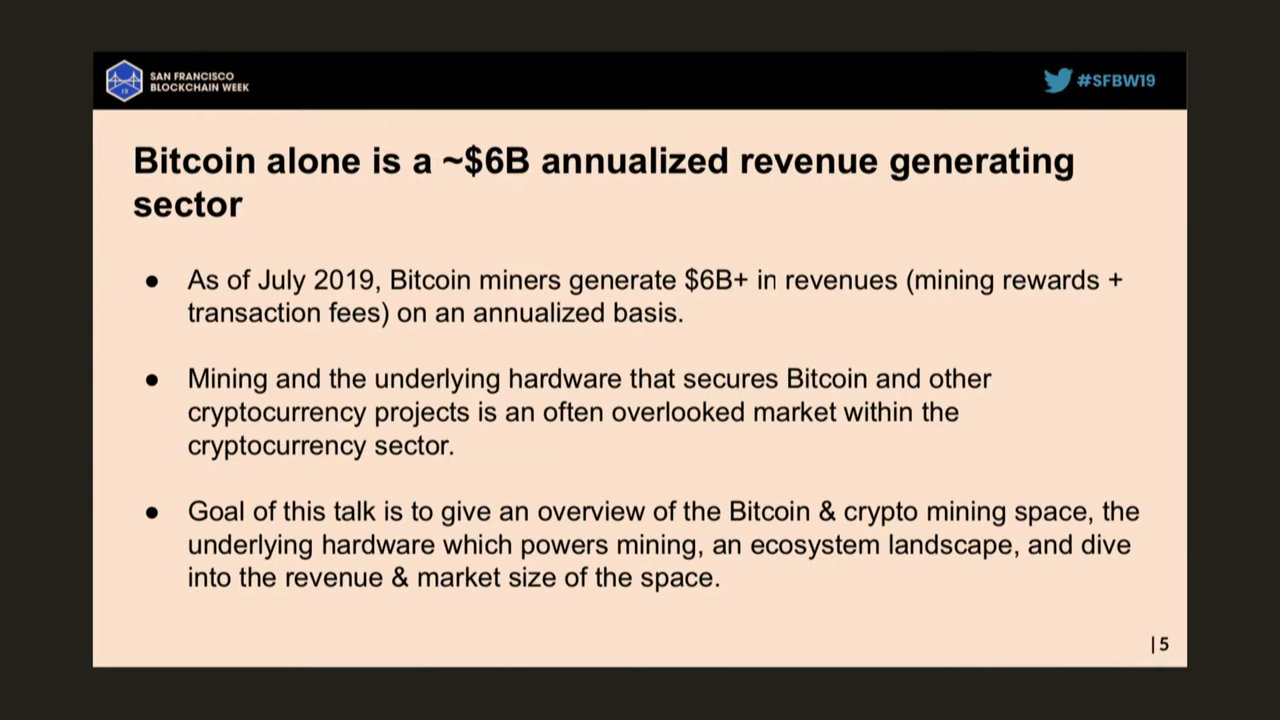 SAN FRANCISCO
BLOCKCHAIN WEEK
19
#SFBW19
Bitcoin alone is a ~$6B annualized revenue generating
sector
● As of July 2019, Bitcoin miners generate $6B+ in revenues (mining rewards +
transaction fees) on an annualized basis.
● Mining and the underlying hardware that secures Bitcoin and other
cryptocurrency projects is an often overlooked market within the
cryptocurrency sector.
● Goal of this talk is to give an overview of the Bitcoin & crypto mining space, the
underlying hardware which powers mining, an ecosystem landscape, and dive
into the revenue & market size of the space.
| 5